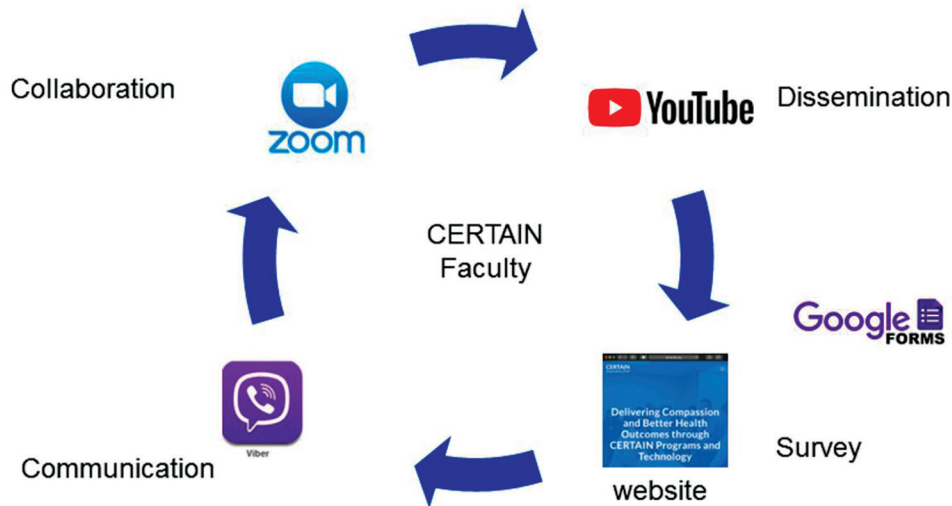 Collaboration
zoom
YouTube
Dissemination
CERTAIN
Faculty
Google
FORMS
CERTAIN
Delivering Compassion
and Better Health
Outcomes through
CERTAIN Programs and
Technology
Viber
Communication
Survey
website